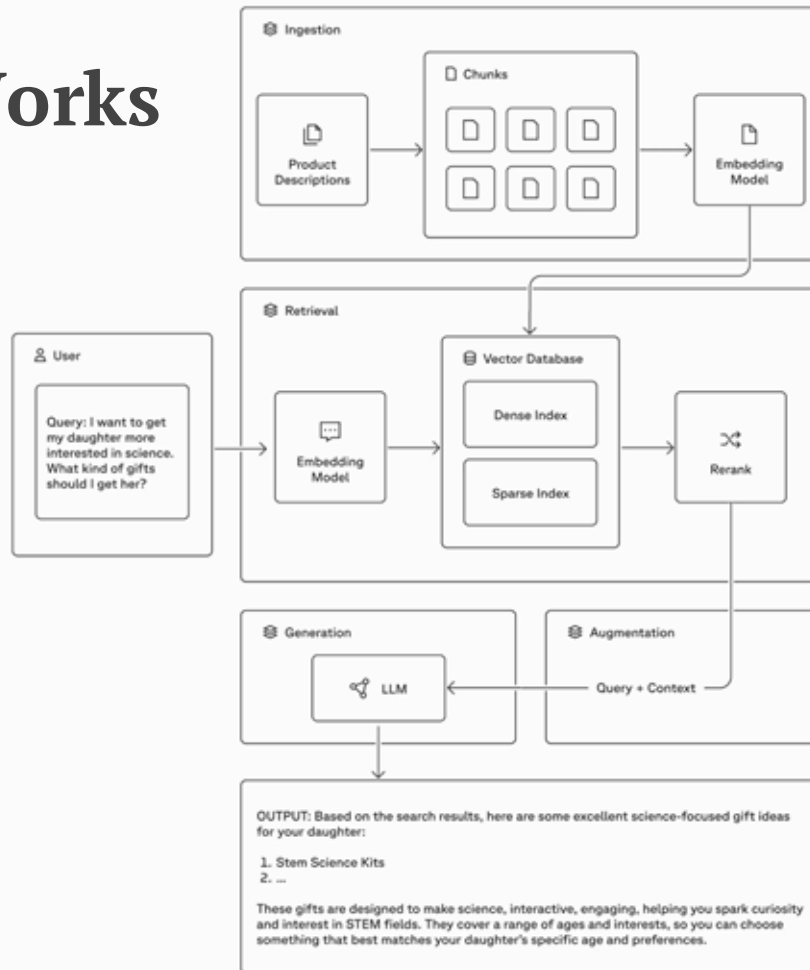 Works
Ingestion
Chunks
Product
Descriptions
Embedding
Model
Retrieval
User
Query: I want to get
my daughter more
interested in science.
What kind of gifts
should I get her?
Embedding
Model
Vector Database
Dense Index
Sparse Index
Rerank
Generation
LLM
Augmentation
Query + Context
OUTPUT: Based on the search results, here are some excellent science-focused gift ideas
for your daughter:
1. Stem Science Kits
2. ...
These gifts are designed to make science, interactive, engaging, helping you spark curiosity
and interest in STEM fields. They cover a range of ages and interests, so you can choose
something that best matches your daughter's specific age and preferences.